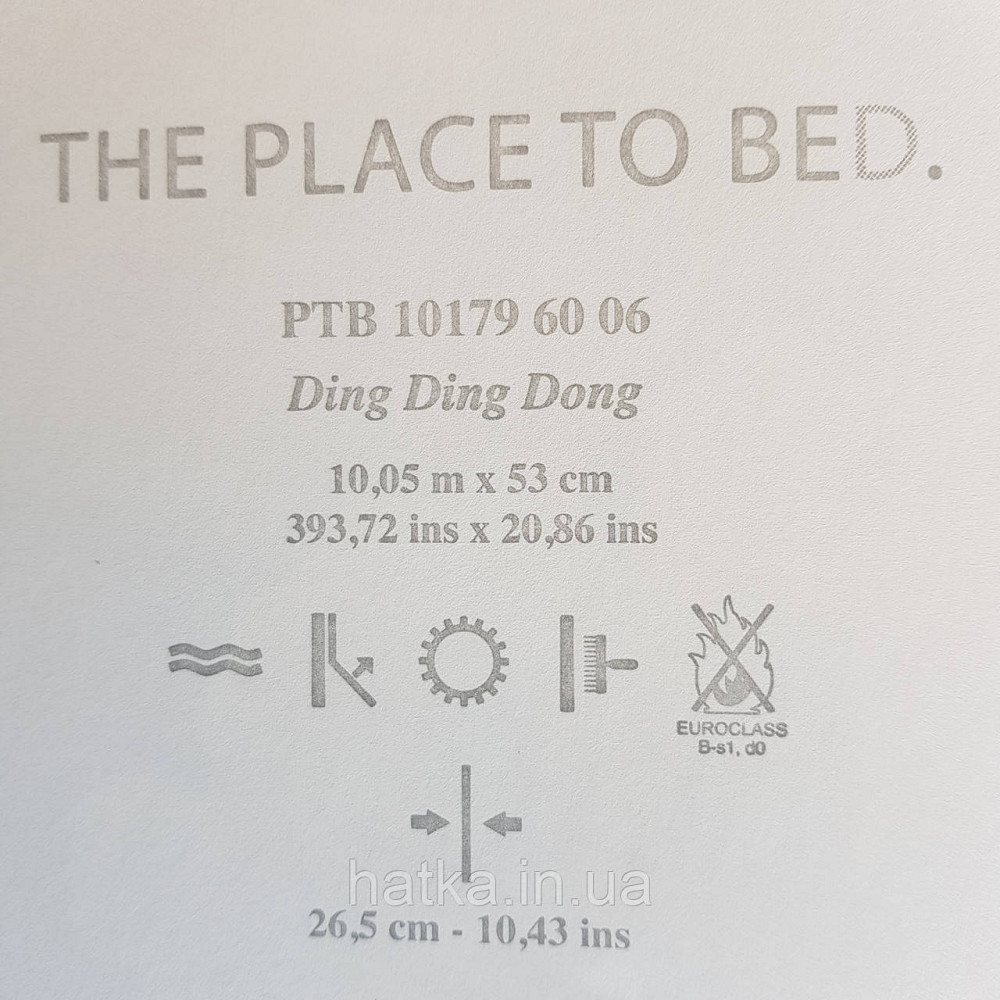 THE PLACE TO BED.
PTB 10179 60 06
Ding Ding Dong
10,05 m x 53 cm
393,72 ins x 20,86 ins
EUROCLASS
B-s1, d0
hatka.in.ua
26,5 cm - 10,43 ins